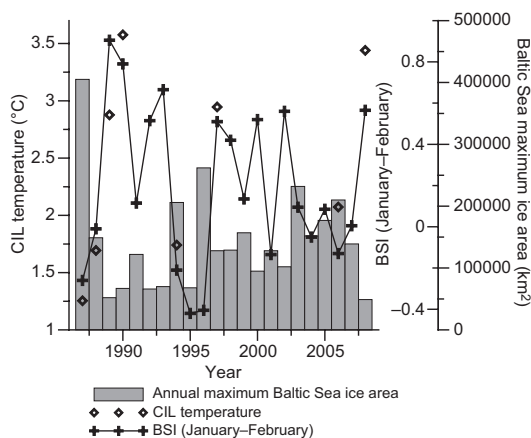 3.5
3
2.5
2
1.5
1
CIL temperature (°C)
1990
1995
2000
2005
Year
0.8
0.4
0
–0.4
BSI (January–February)
500000
400000
300000
200000
100000
0
Baltic Sea maximum
ice area (km²)
Annual maximum Baltic Sea ice area
CIL temperature
BSI (January–February)